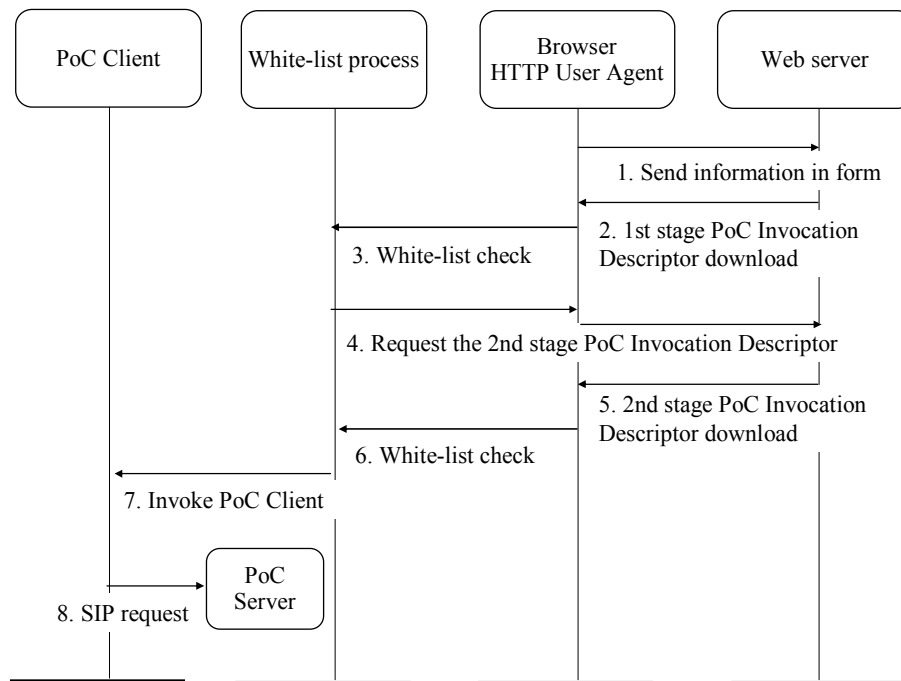 PoC Client
White-list process
Browser
HTTP User Agent
Web server
1. Send information in form
2. 1st stage PoC Invocation
Descriptor download
3. White-list check
4. Request the 2nd stage PoC Invocation Descriptor
5. 2nd stage PoC Invocation
Descriptor download
6. White-list check
7. Invoke PoC Client
PoC
Server
8. SIP request